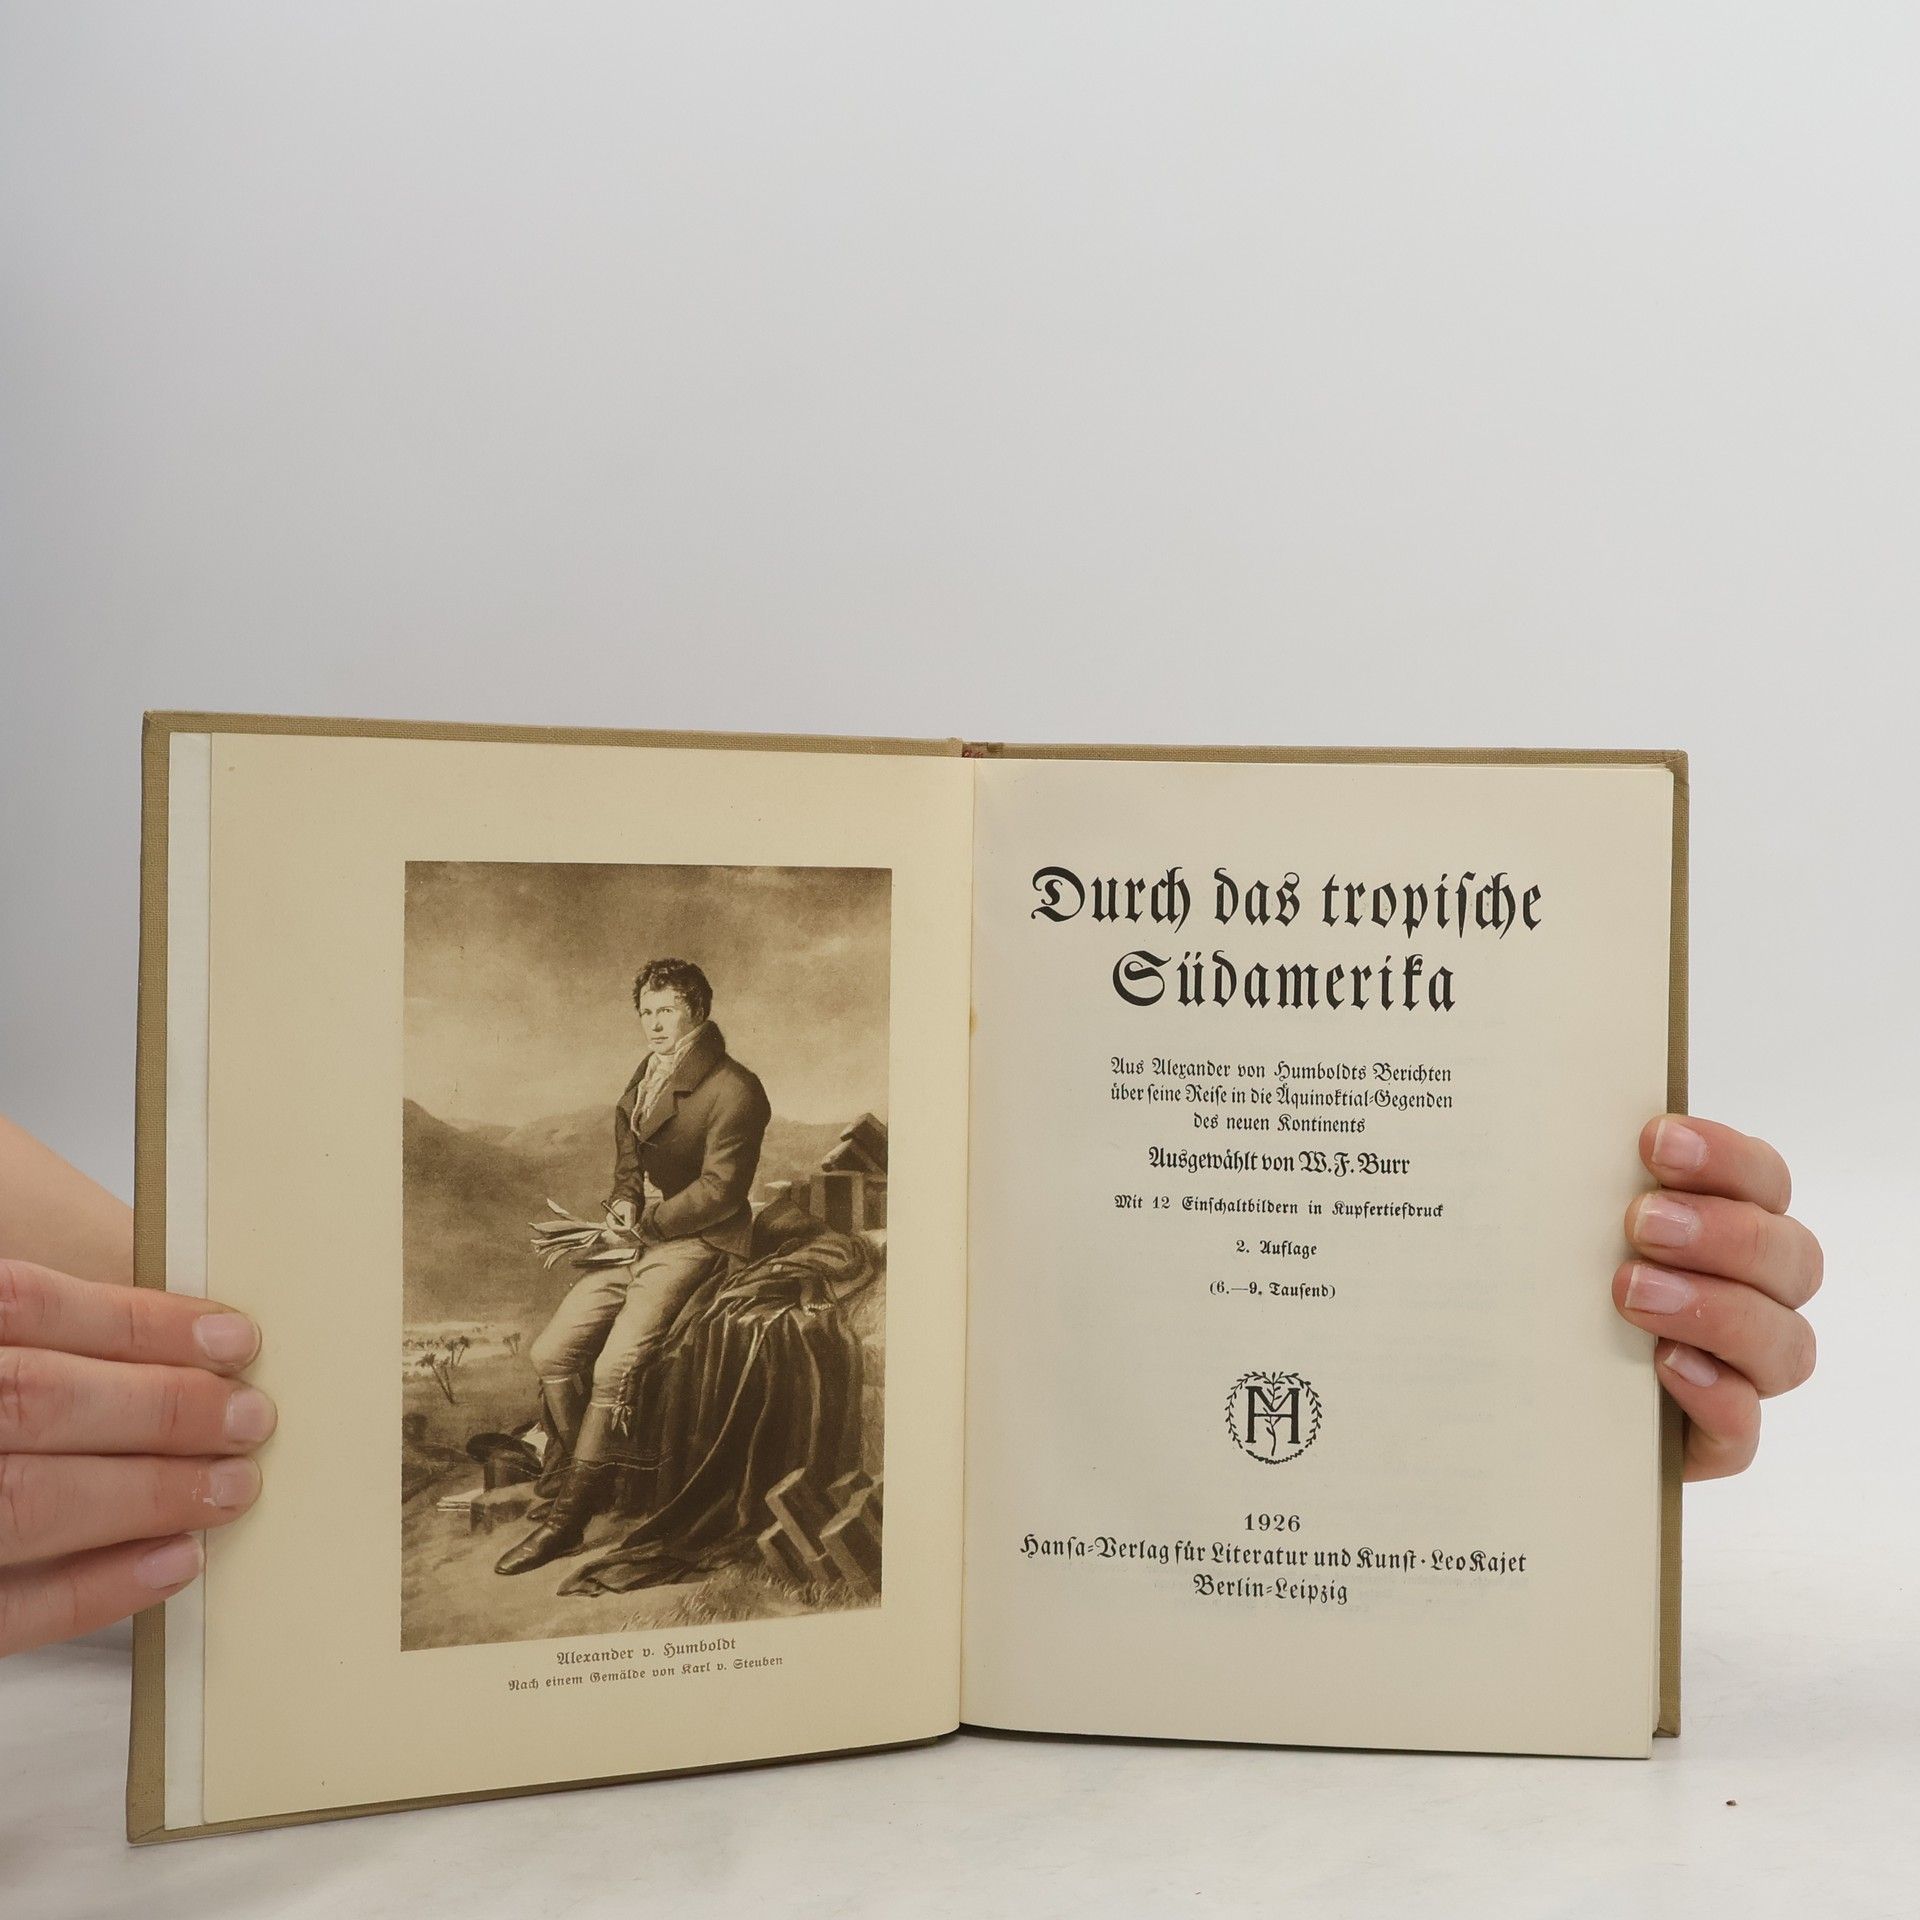 Alexander v. Humboldt
Nach einem Gemälde von Karl v. Steuben
Durch das tropiſche
Südamerika
Aus Alexander von Humboldts Berichten
über ſeine Reiſe in die Äquinoktial-Gegenden
des neuen Kontinents
Ausgewählt von W. F. Burr
Mit 12 Einſchaltbildern in Kupfertiefdruck
2. Auflage
(6.—9. Tauſend)
H
1926
Hanſa-Verlag für Literatur und Kunſt · Leo Kajet
Berlin-Leipzig